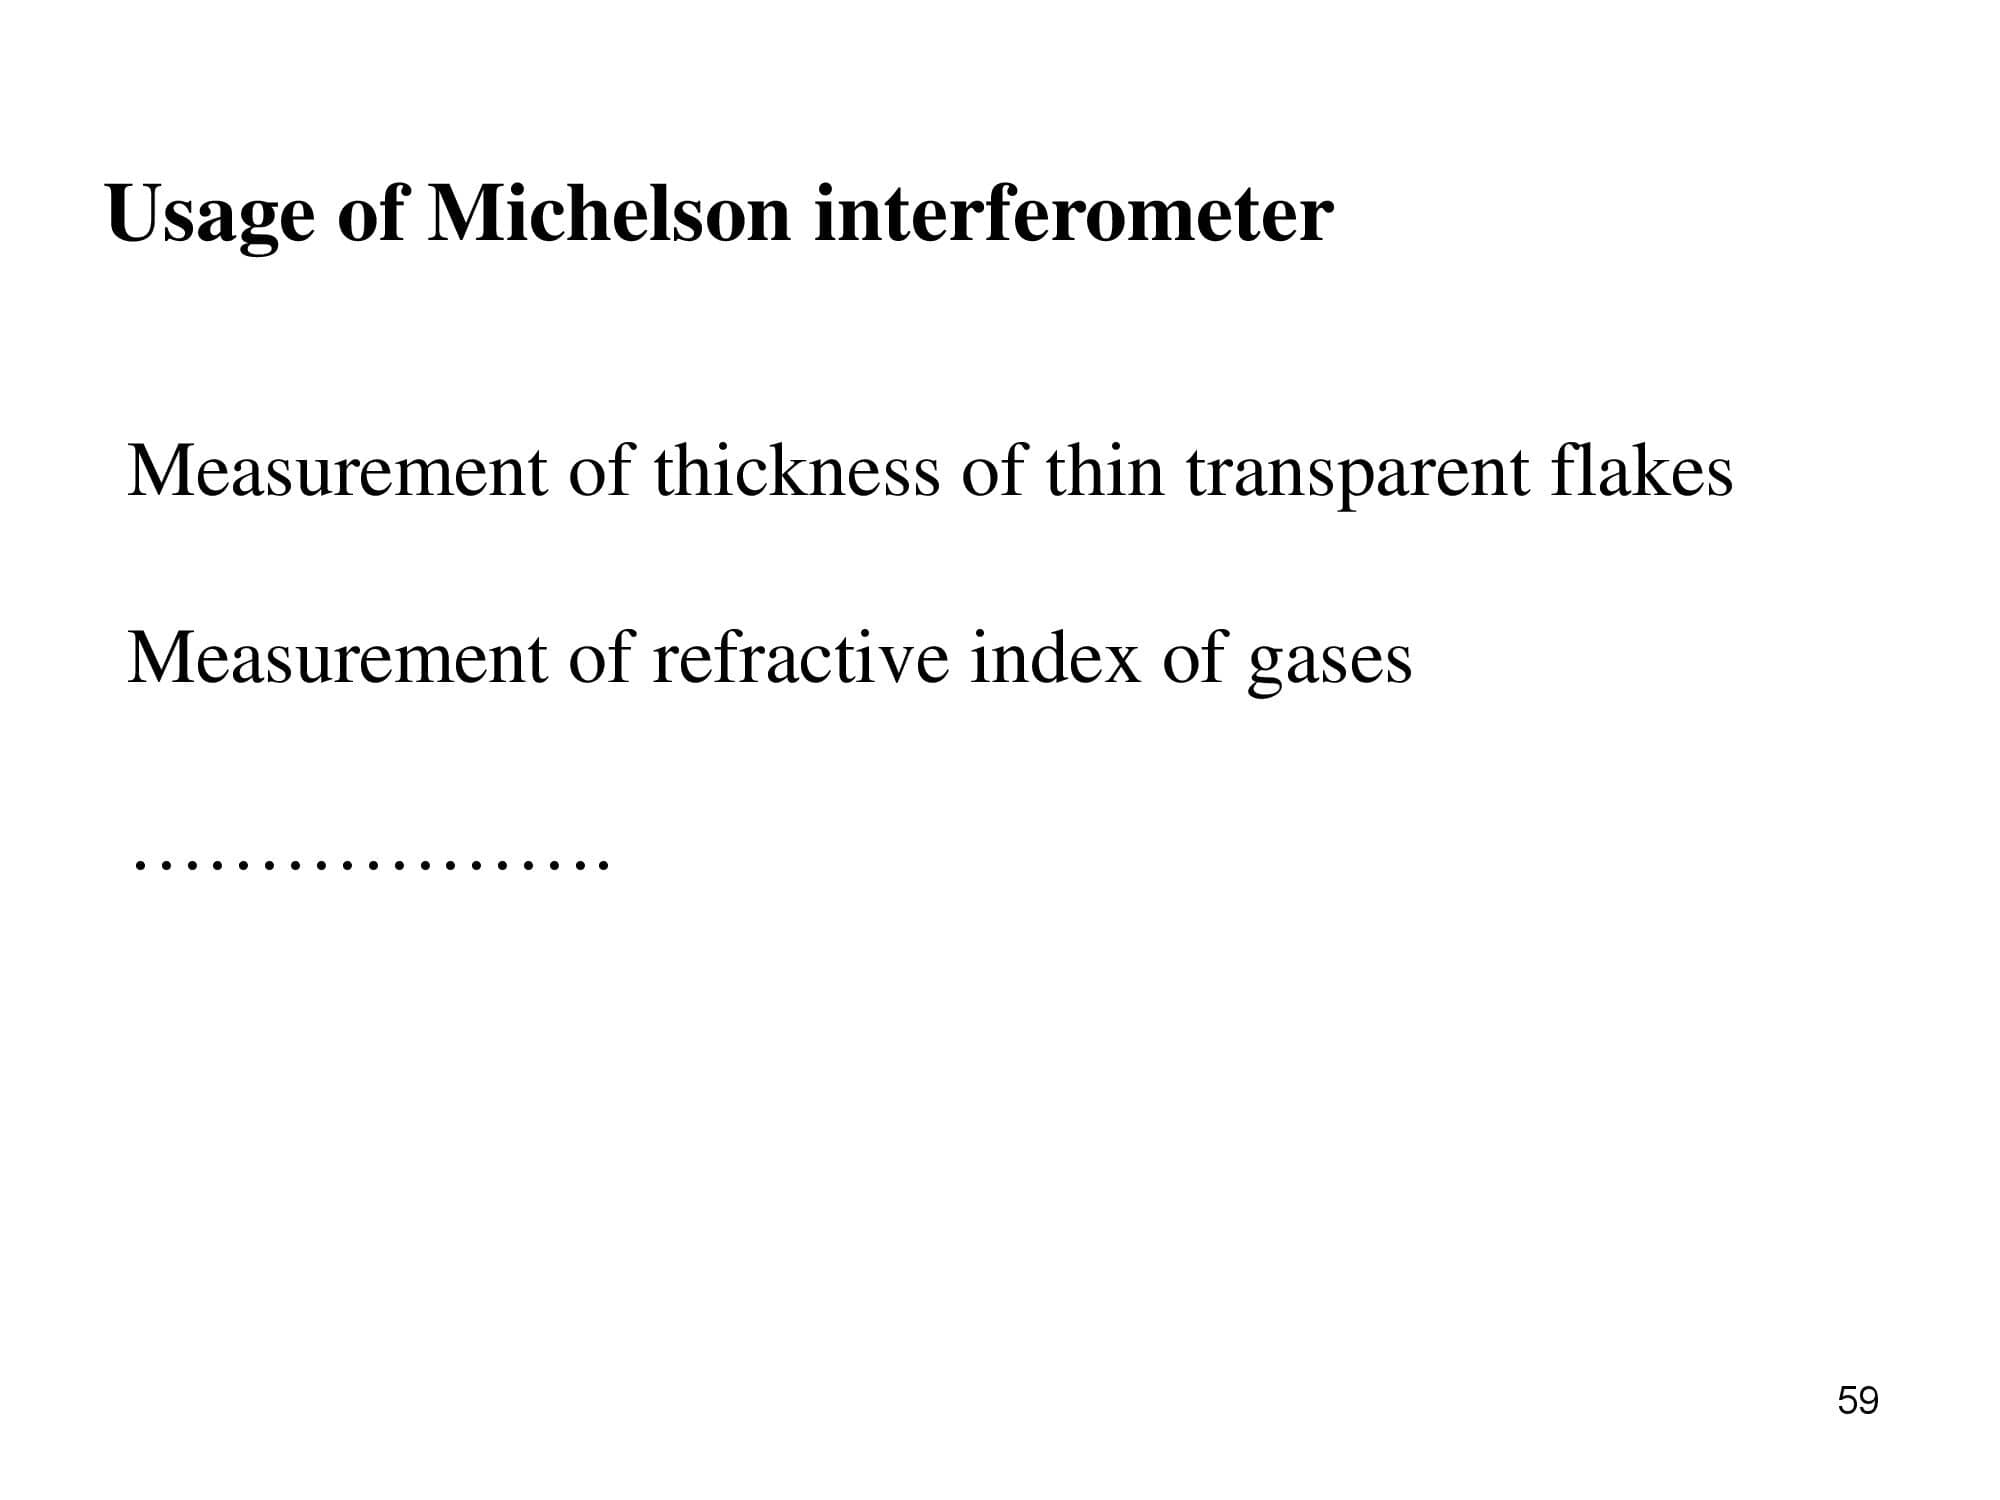 Usage of Michelson interferometer
Measurement of thickness of thin transparent flakes
Measurement of refractive index of gases
……………….
59